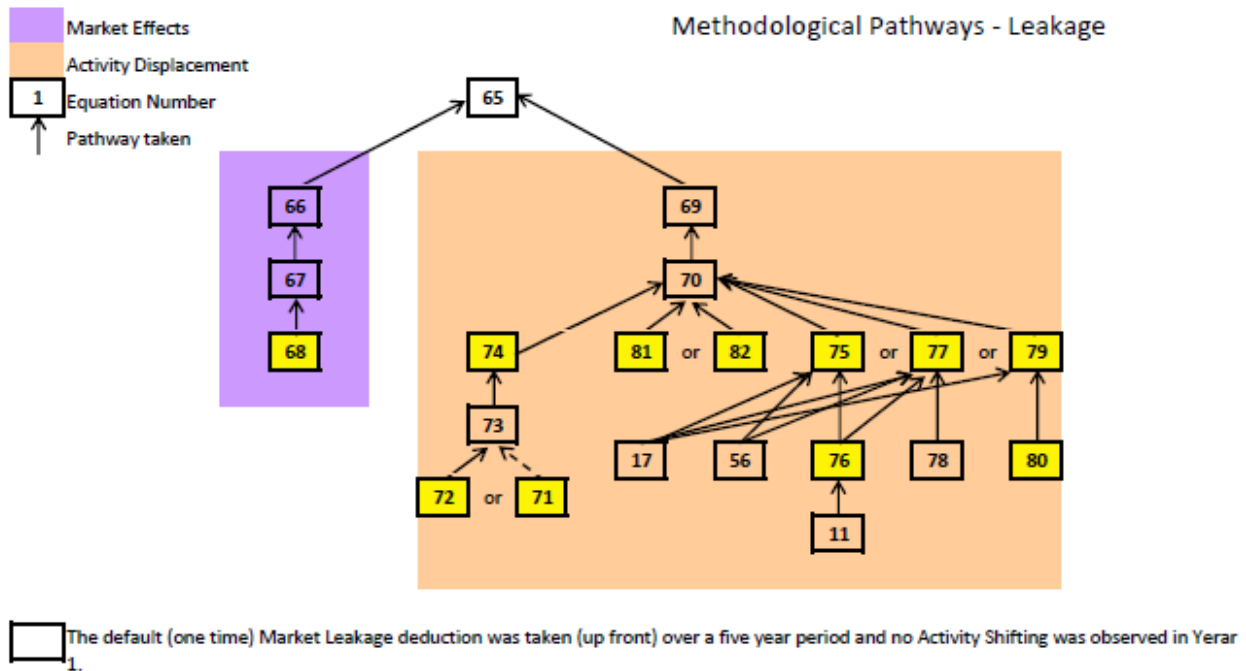 Market Effects
Methodological Pathways - Leakage
Activity Displacement
1 Equation Number
65
Pathway taken
66 69
67 70
68 74 81 or 82 75 or 77 or 79
73
17 56 76 78 80
72 or 71
11
The default (one time) Market Leakage deduction was taken (up front) over a five year period and no Activity Shifting was observed in Yerar
1.